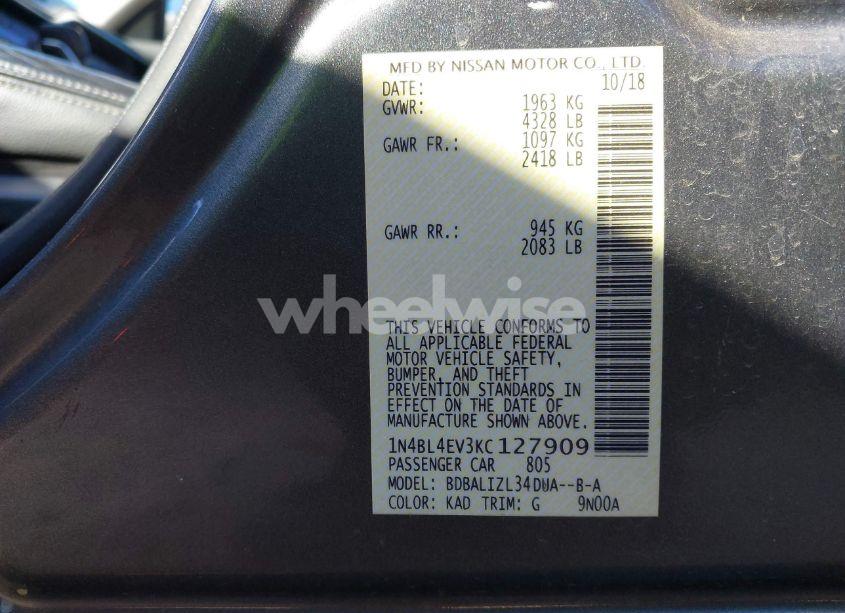 MFD BY NISSAN MOTOR CO., LTD.
DATE: 10/18
GVWR: 1963 KG
4328 LB
GAWR FR.: 1097 KG
2418 LB
GAWR RR.: 945 KG
2083 LB
wheelwise
THIS VEHICLE CONFORMS TO
ALL APPLICABLE FEDERAL
MOTOR VEHICLE SAFETY,
BUMPER, AND THEFT
PREVENTION STANDARDS IN
EFFECT ON THE DATE OF
MANUFACTURE SHOWN ABOVE.
1N4BL4EV3KC127909
PASSENGER CAR 805
MODEL: BDBALIZL34DUA--B-A
COLOR: KAD TRIM: G 9N00A